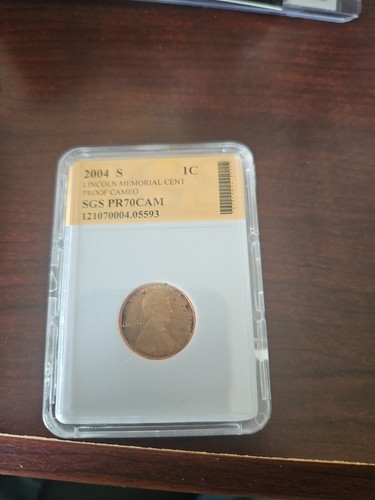 2004 S 1C
LINCOLN MEMORIAL CENT
PROOF CAMEO
SGS PR70CAM
121070004.05593